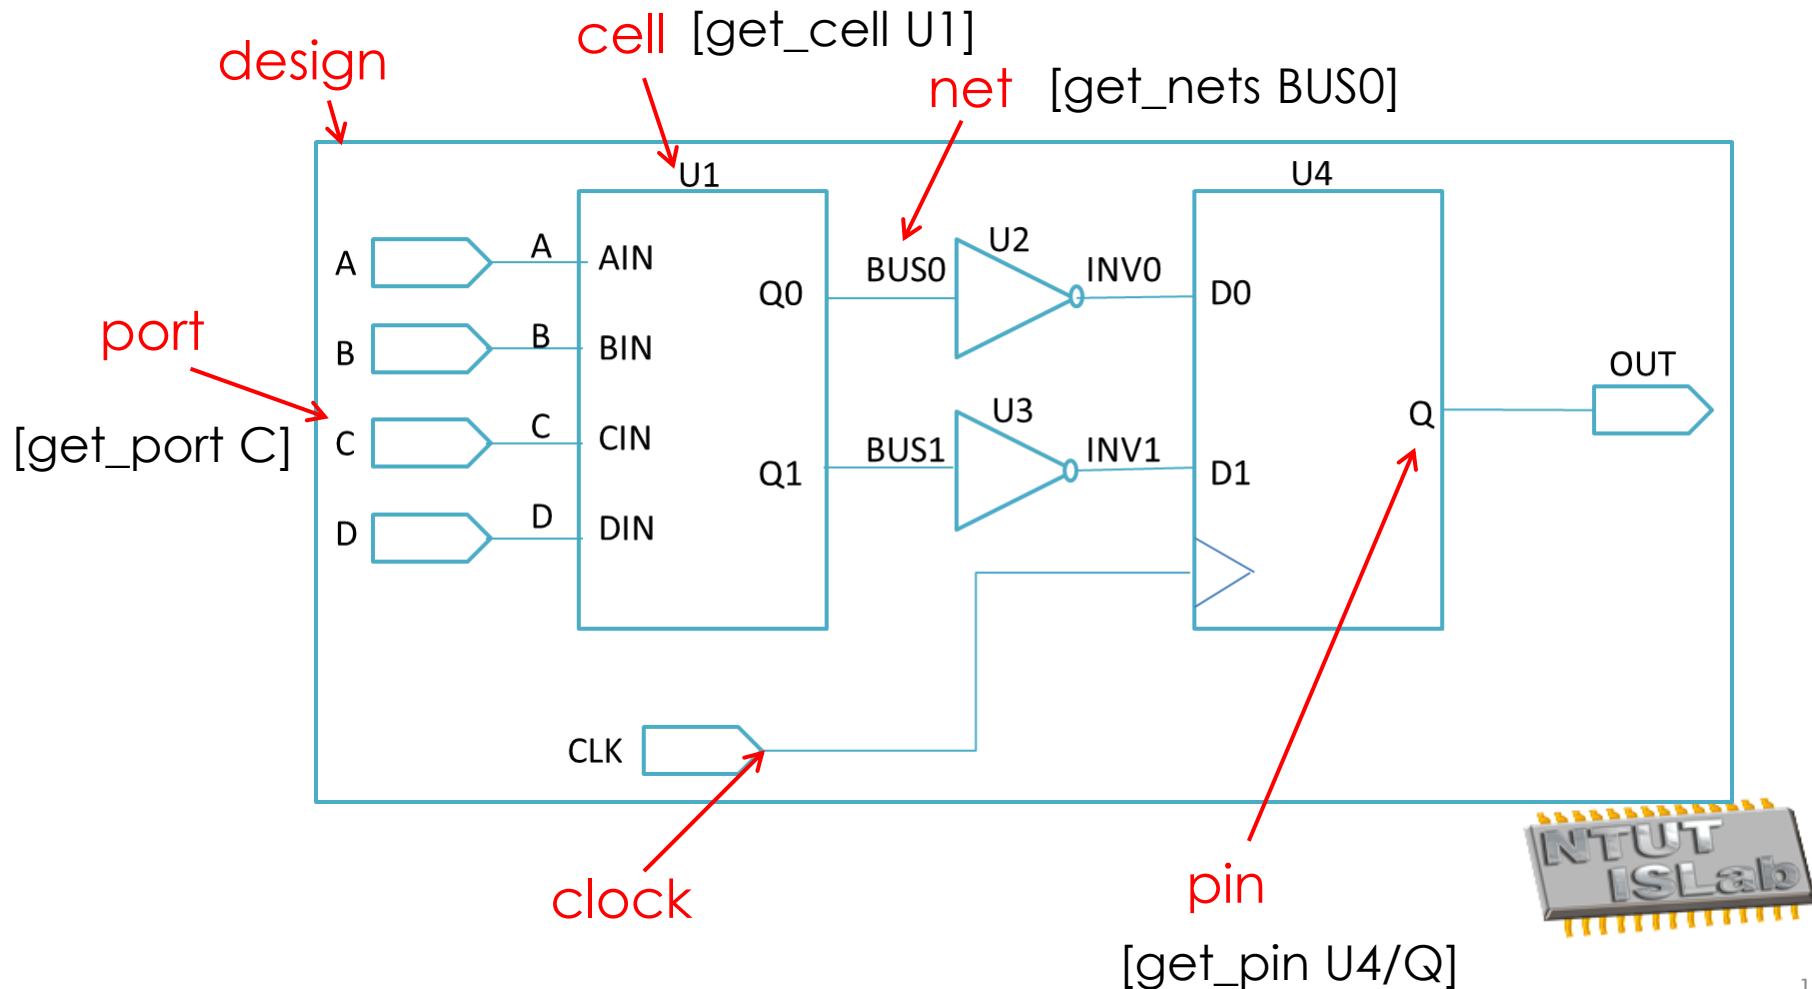 cell [get_cell U1]
design
net [get_nets BUS0]
U1
U4
A
A
AIN
Q0
BUS0
U2
INV0
D0
port
B
B
BIN
OUT
[get_port C]
C
C
CIN
Q1
BUS1
U3
INV1
D1
Q
D
D
DIN
CLK
clock
pin
[get_pin U4/Q]
NTUT
ISLab
1